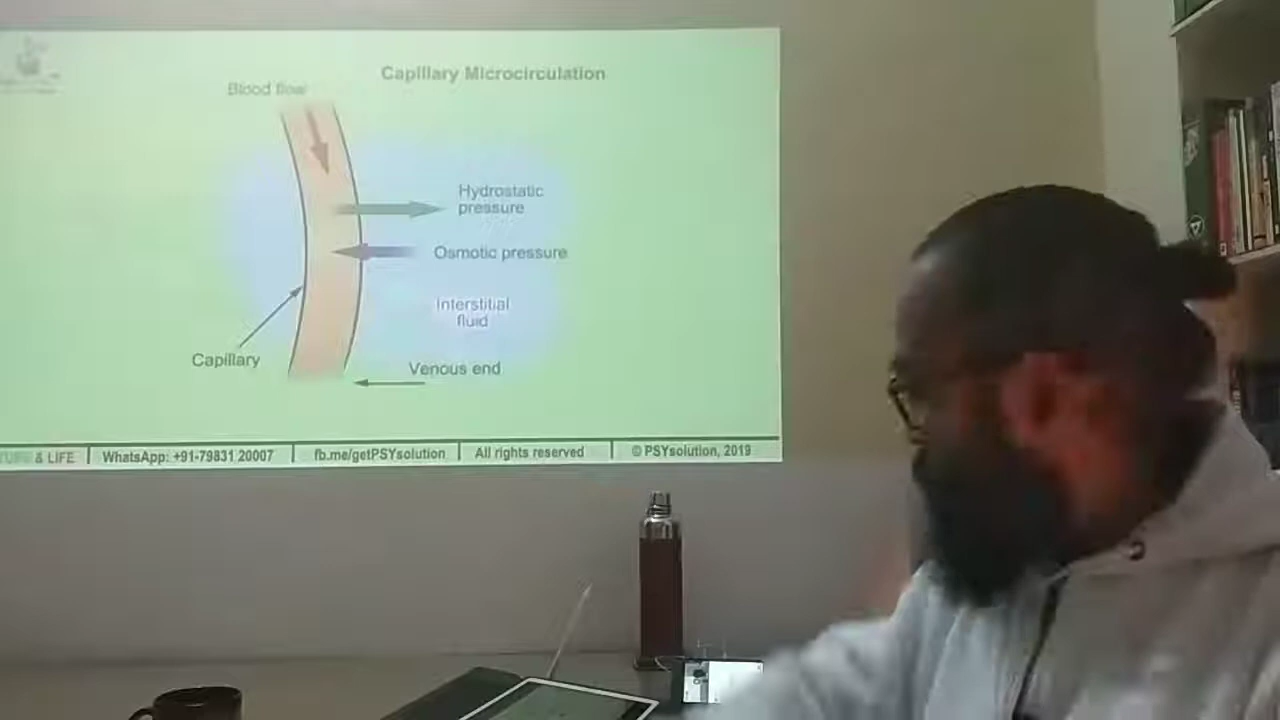 Capillary Microcirculation
Blood flow
Hydrostatic
pressure
Osmotic pressure
Interstitial
fluid
Capillary
Venous end
& LIFE
WhatsApp: +91-79831 20007
fb.me/getPSYsolution
All rights reserved
© PSYsolution, 2019